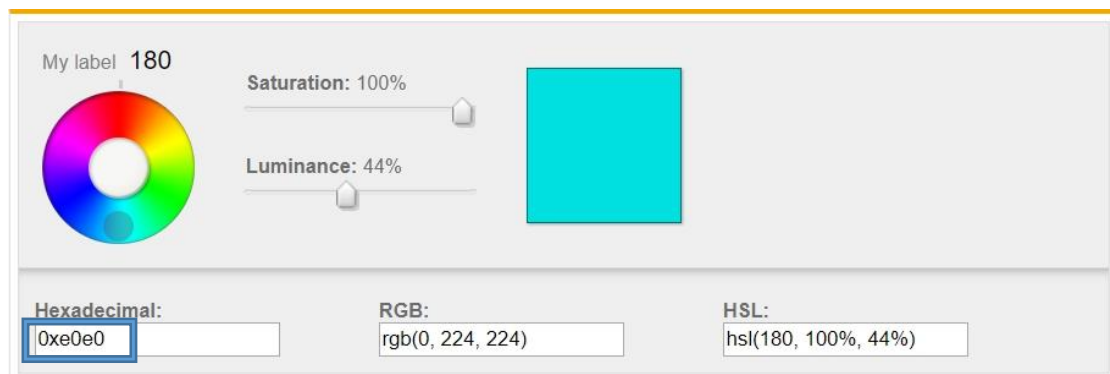 My label 180
Saturation: 100%
Luminance: 44%
Hexadecimal:
0xe0e0
RGB:
rgb(0, 224, 224)
HSL:
hsl(180, 100%, 44%)